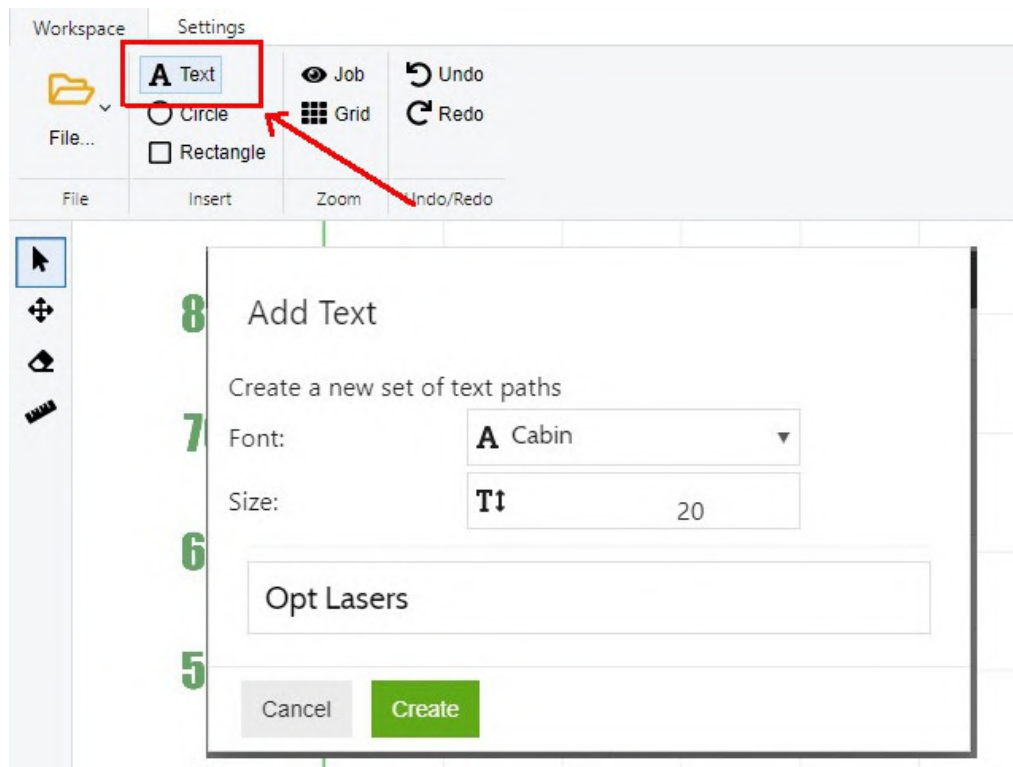 Workspace Settings
Text Job Undo
Circle Grid Redo
File...
Rectangle
File Insert Zoom Undo/Redo
8
Add Text
Create a new set of text paths
7
Font: Cabin
Size: 20
6
Opt Lasers
5
Cancel Create